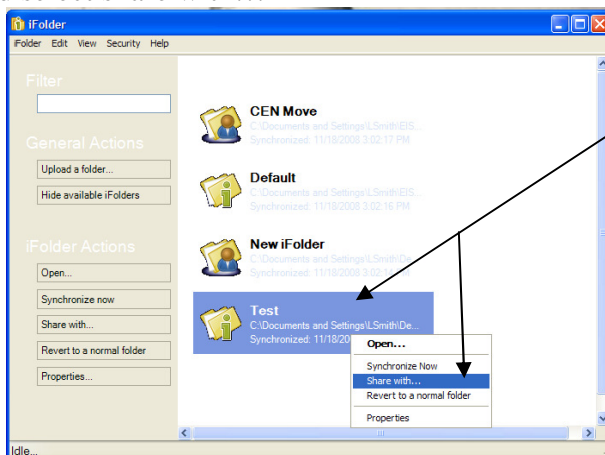 iFolder
iFolder Edit View Security Help
Filter
General Actions
Upload a folder...
Hide available iFolders
iFolder Actions
Open...
Synchronize now
Share with...
Revert to a normal folder
Properties...
CEN Move
C:\Documents and Settings\LSmith\EIS...
Synchronized: 11/18/2008 3:02:17 PM
Default
C:\Documents and Settings\LSmith\EIS...
Synchronized: 11/18/2008 3:02:16 PM
New iFolder
C:\Documents and Settings\LSmith\De...
Synchronized: 11/18/2008 3:02:14 PM
Test
C:\Documents and Settings\LSmith\De...
Synchronized: 11/18/20
Open...
Synchronize Now
Share with...
Revert to a normal folder
Properties
Idle...